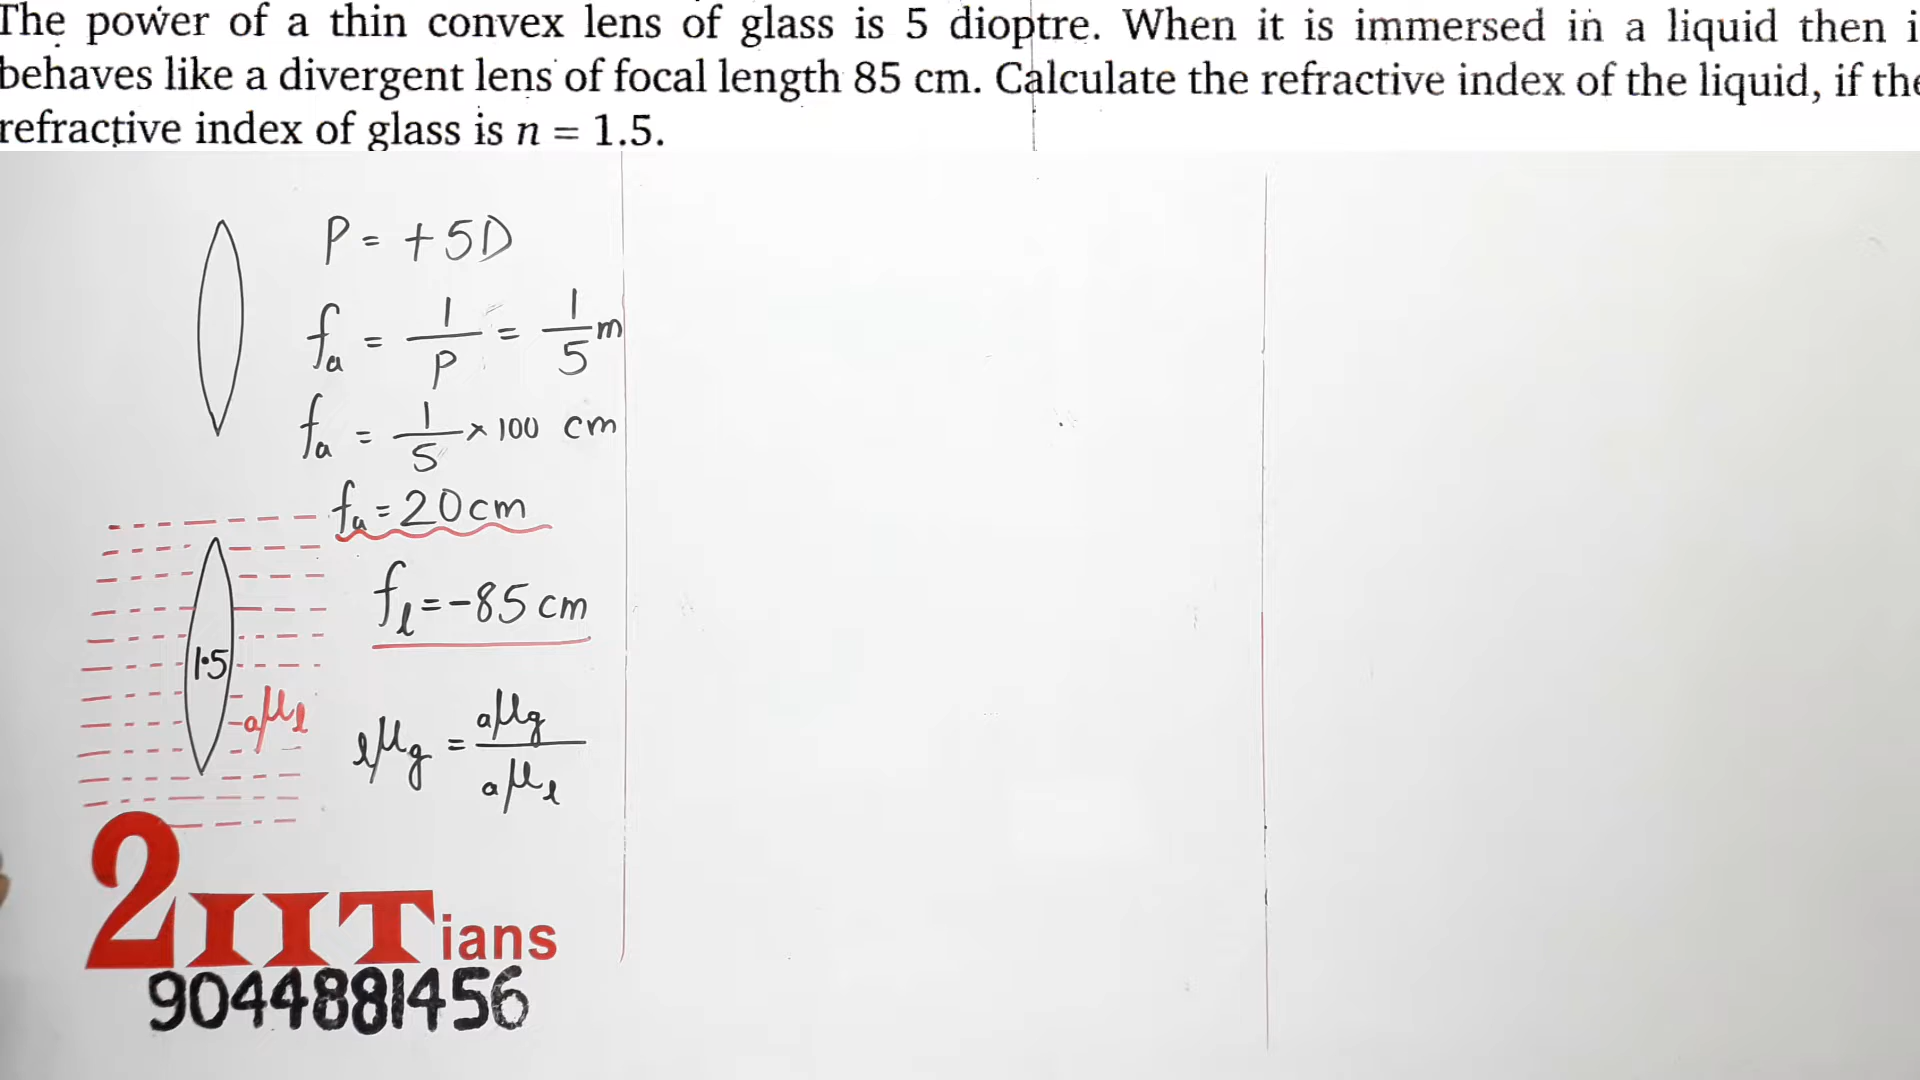 The power of a thin convex lens of glass is 5 dioptre. When it is immersed in a liquid then i
behaves like a divergent lens of focal length 85 cm. Calculate the refractive index of the liquid, if the
refractive index of glass is n = 1.5.
P = +5D
fₐ = 1/P = 1/5 m
fₐ = 1/5 × 100 cm
fₐ = 20cm
fₗ = -85 cm
1.5
ₐμₗ
ₗμg = ₐμg / ₐμₗ
2IITians
9044881456